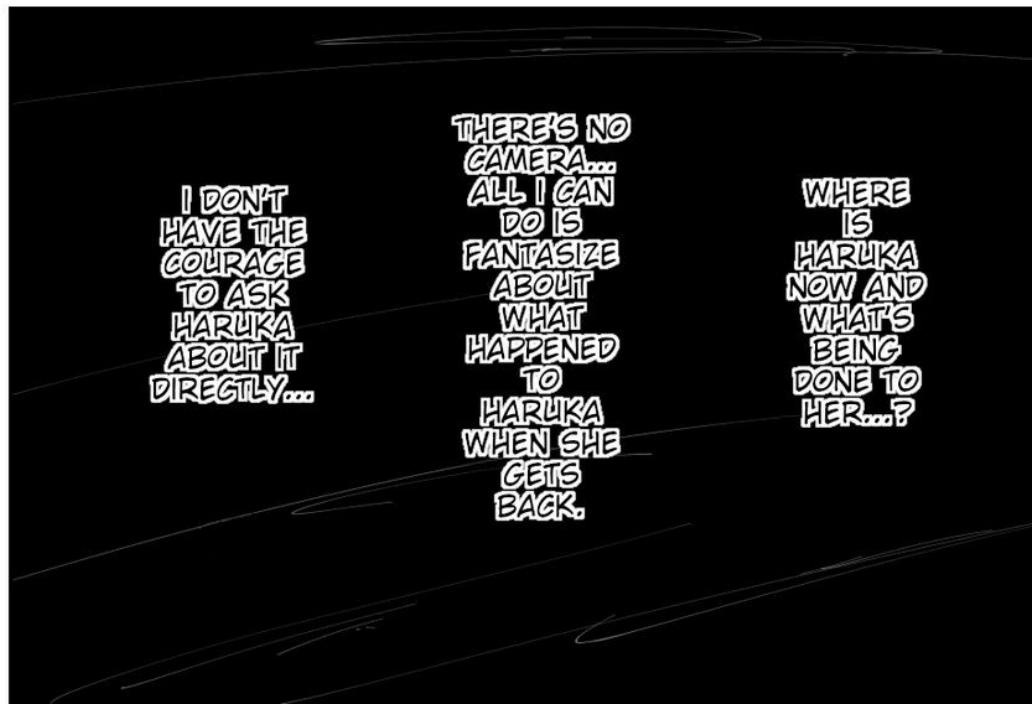 WHERE
IS
HARUKA
NOW AND
WHAT'S
BEING
DONE TO
HER...?
THERE'S NO
CAMERA...
ALL I CAN
DO IS
FANTASIZE
ABOUT
WHAT
HAPPENED
TO
HARUKA
WHEN SHE
GETS
BACK.
I DON'T
HAVE THE
COURAGE
TO ASK
HARUKA
ABOUT IT
DIRECTLY...